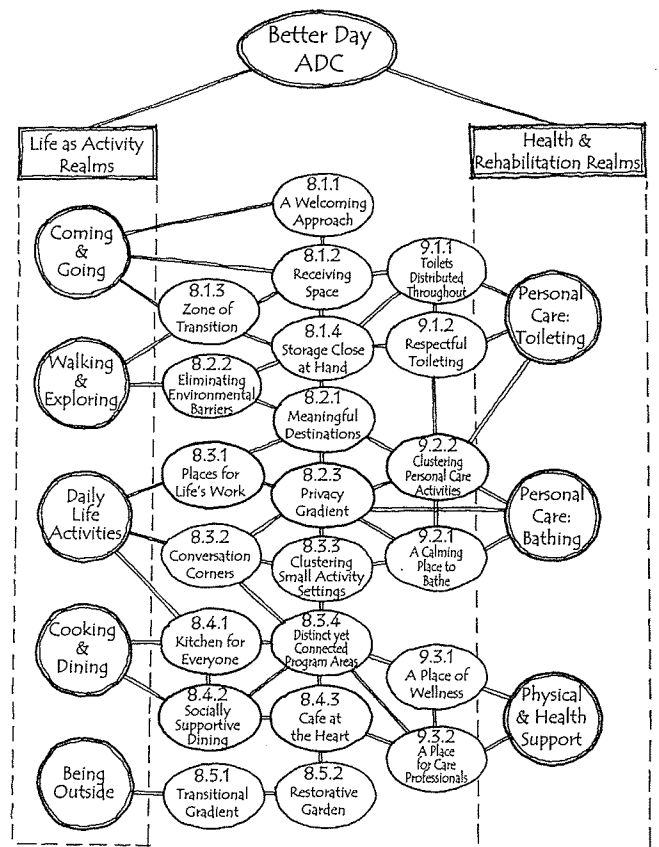 Better Day
ADC
Life as Activity
Realms
Health &
Rehabilitation Realms
Coming
&
Going
8.1.1
A Welcoming
Approach
8.1.2
Receiving
Space
9.1.1
Toilets
Distributed
Throughout
8.1.3
Zone of
Transition
Personal
Care:
Toileting
8.1.4
Storage Close
at Hand
9.1.2
Respectful
Toileting
Walking
&
Exploring
8.2.2
Eliminating
Environmental
Barriers
8.2.1
Meaningful
Destinations
8.3.1
Places for
Life's Work
9.2.2
Clustering
Personal Care
Activities
8.2.3
Privacy
Gradient
Daily
Life
Activities
Personal
Care:
Bathing
8.3.2
Conversation
Corners
8.3.3
Clustering
Small Activity
Settings
9.2.1
A Calming
Place to
Bathe
Cooking
&
Dining
8.4.1
Kitchen for
Everyone
8.3.4
Distinct yet
Connected
Program Areas
9.3.1
A Place of
Wellness
8.4.2
Socially
Supportive
Dining
8.4.3
Cafe at
the Heart
Physical
& Health
Support
9.3.2
A Place
for Care
Professionals
Being
Outside
8.5.1
Transitional
Gradient
8.5.2
Restorative
Garden